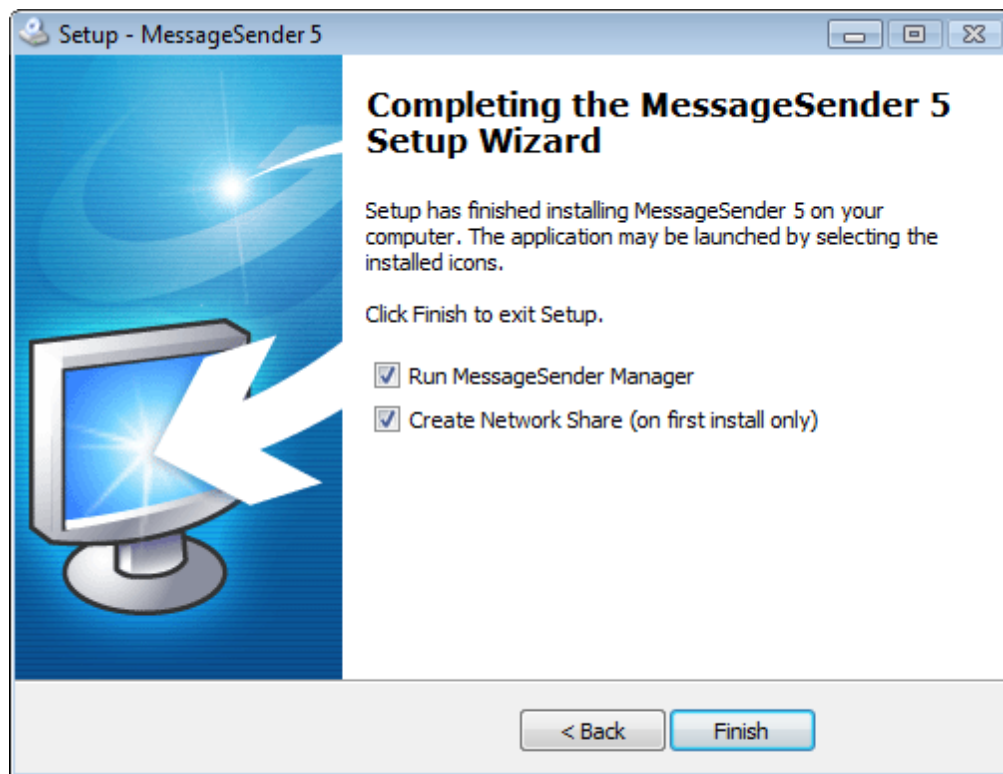 Setup - MessageSender 5
Completing the MessageSender 5
Setup Wizard
Setup has finished installing MessageSender 5 on your
computer. The application may be launched by selecting the
installed icons.
Click Finish to exit Setup.
Run MessageSender Manager
Create Network Share (on first install only)
< Back
Finish